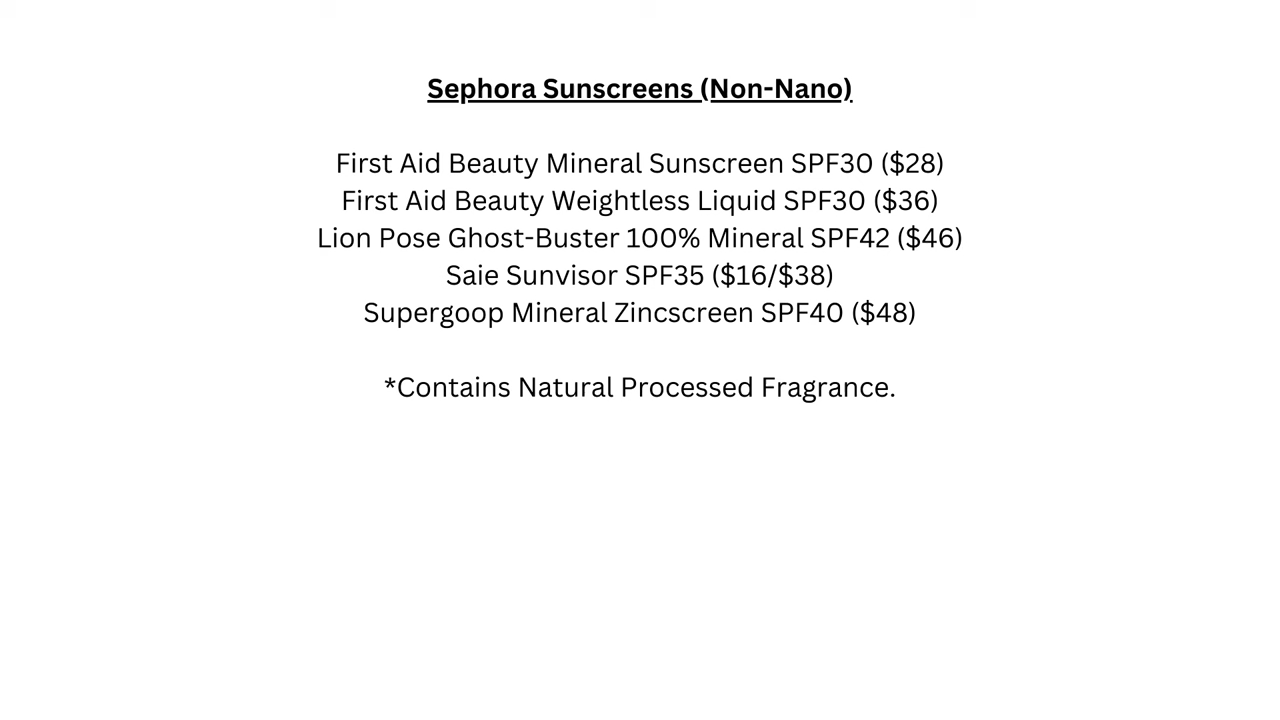 Sephora Sunscreens (Non-Nano)
First Aid Beauty Mineral Sunscreen SPF30 ($28)
First Aid Beauty Weightless Liquid SPF30 ($36)
Lion Pose Ghost-Buster 100% Mineral SPF42 ($46)
Saie Sunvisor SPF35 ($16/$38)
Supergoop Mineral Zincscreen SPF40 ($48)
*Contains Natural Processed Fragrance.